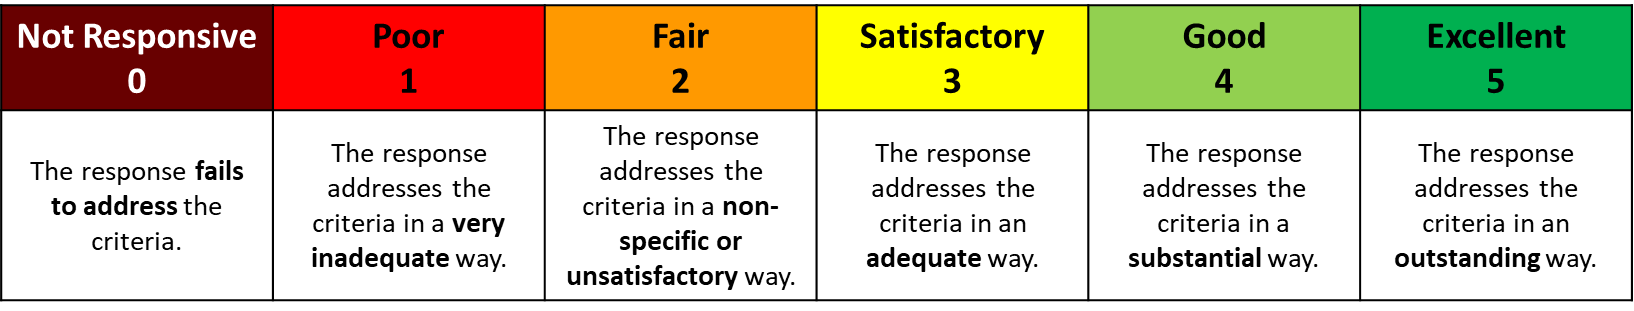 Not Responsive
0
Poor
1
Fair
2
Satisfactory
3
Good
4
Excellent
5
The response fails
to address the
criteria.
The response
addresses the
criteria in a very
inadequate way.
The response
addresses the
criteria in a non-
specific or
unsatisfactory way.
The response
addresses the
criteria in an
adequate way.
The response
addresses the
criteria in a
substantial way.
The response
addresses the
criteria in an
outstanding way.